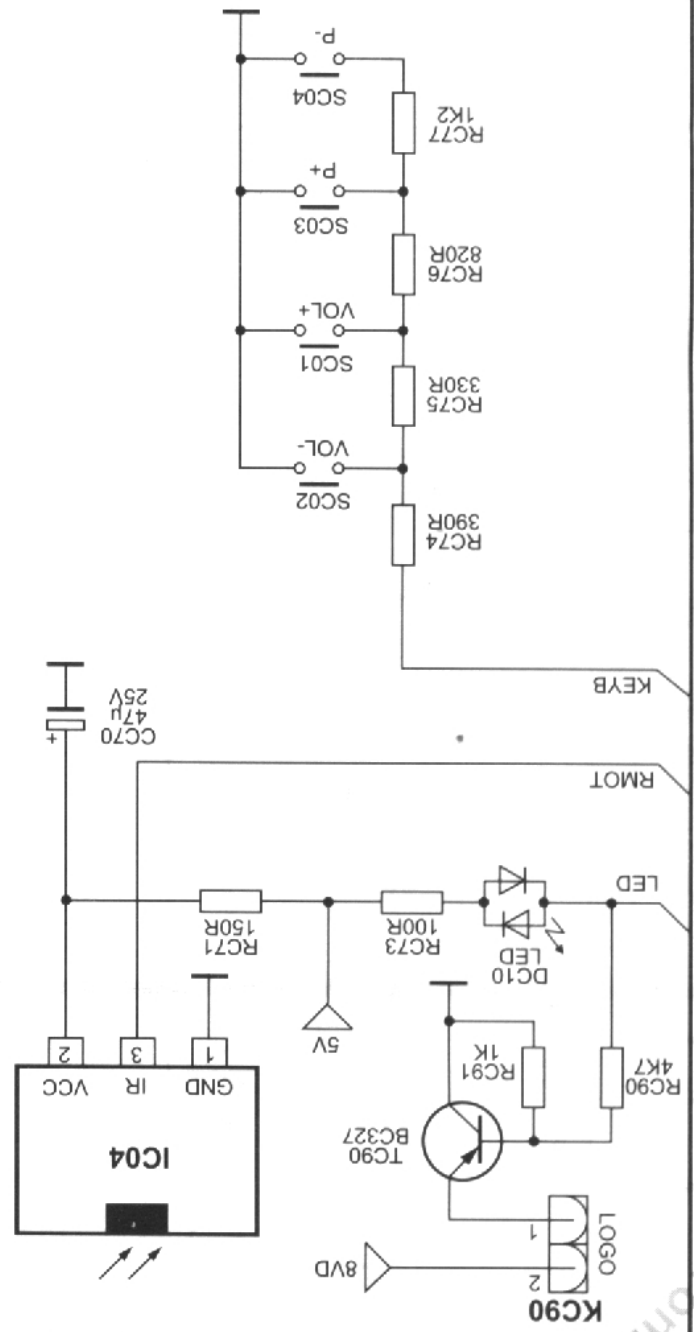 KC90
2
8VD
LOGO
1
TC90
BC327
RC90
4K7
RC91
1K
IC04
GND
IR
VCC
1
3
2
5V
DC10
LED
RC73
100R
RC71
150R
LED
RMOT
CC70
47µ
25V
+
KEYB
RC74
390R
SC02
VOL-
RC75
330R
SC01
VOL+
RC76
820R
SC03
P+
RC77
1K2
SC04
P-